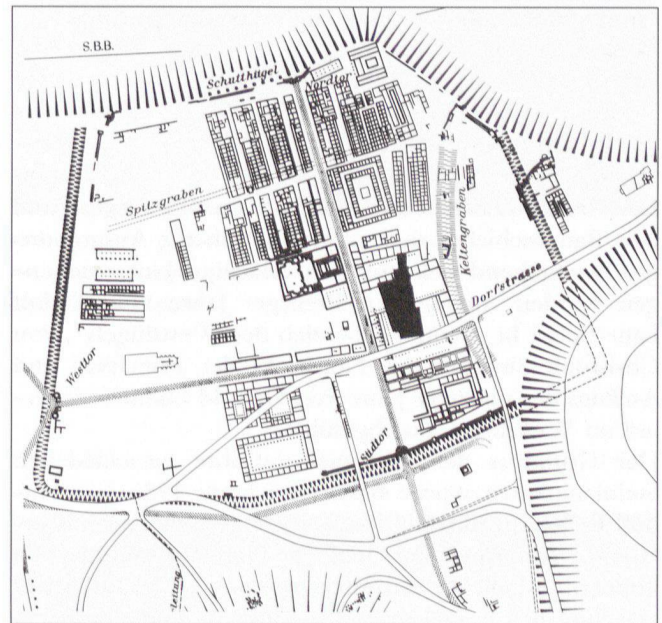 S.B.B.
Schutthügel
Nordtor
Spitzgraben
Keltengraben
Dorfstrasse
Westtor
Südtor